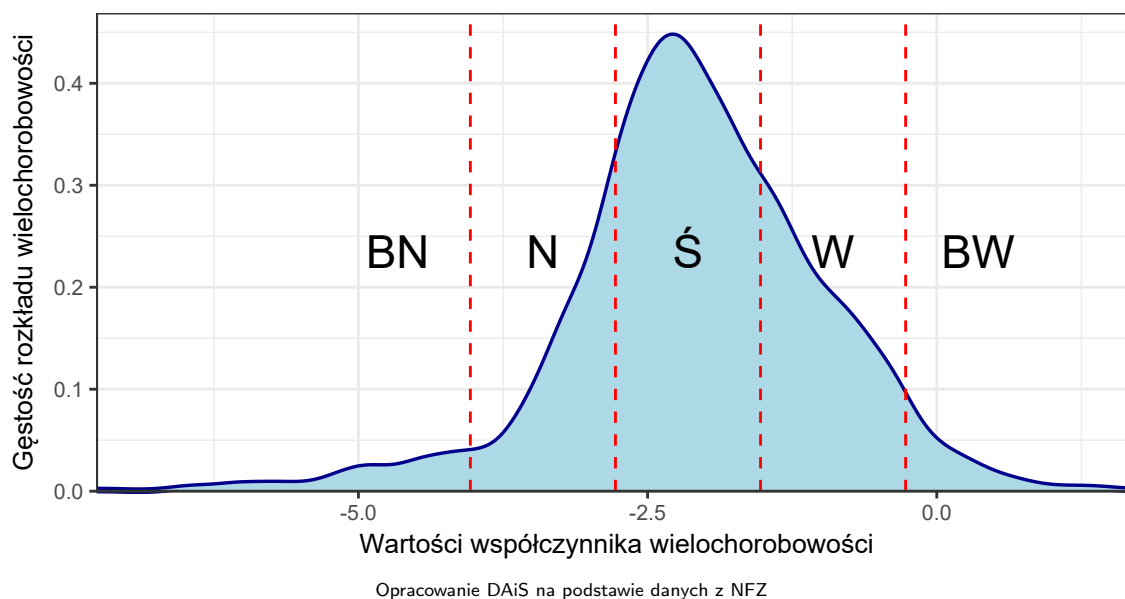 Gęstość rozkładu wielochorobowości
0.4
0.3
0.2
0.1
0.0
BN N Ś W BW
-5.0 -2.5 0.0
Wartości współczynnika wielochorobowości
Opracowanie DAiS na podstawie danych z NFZ